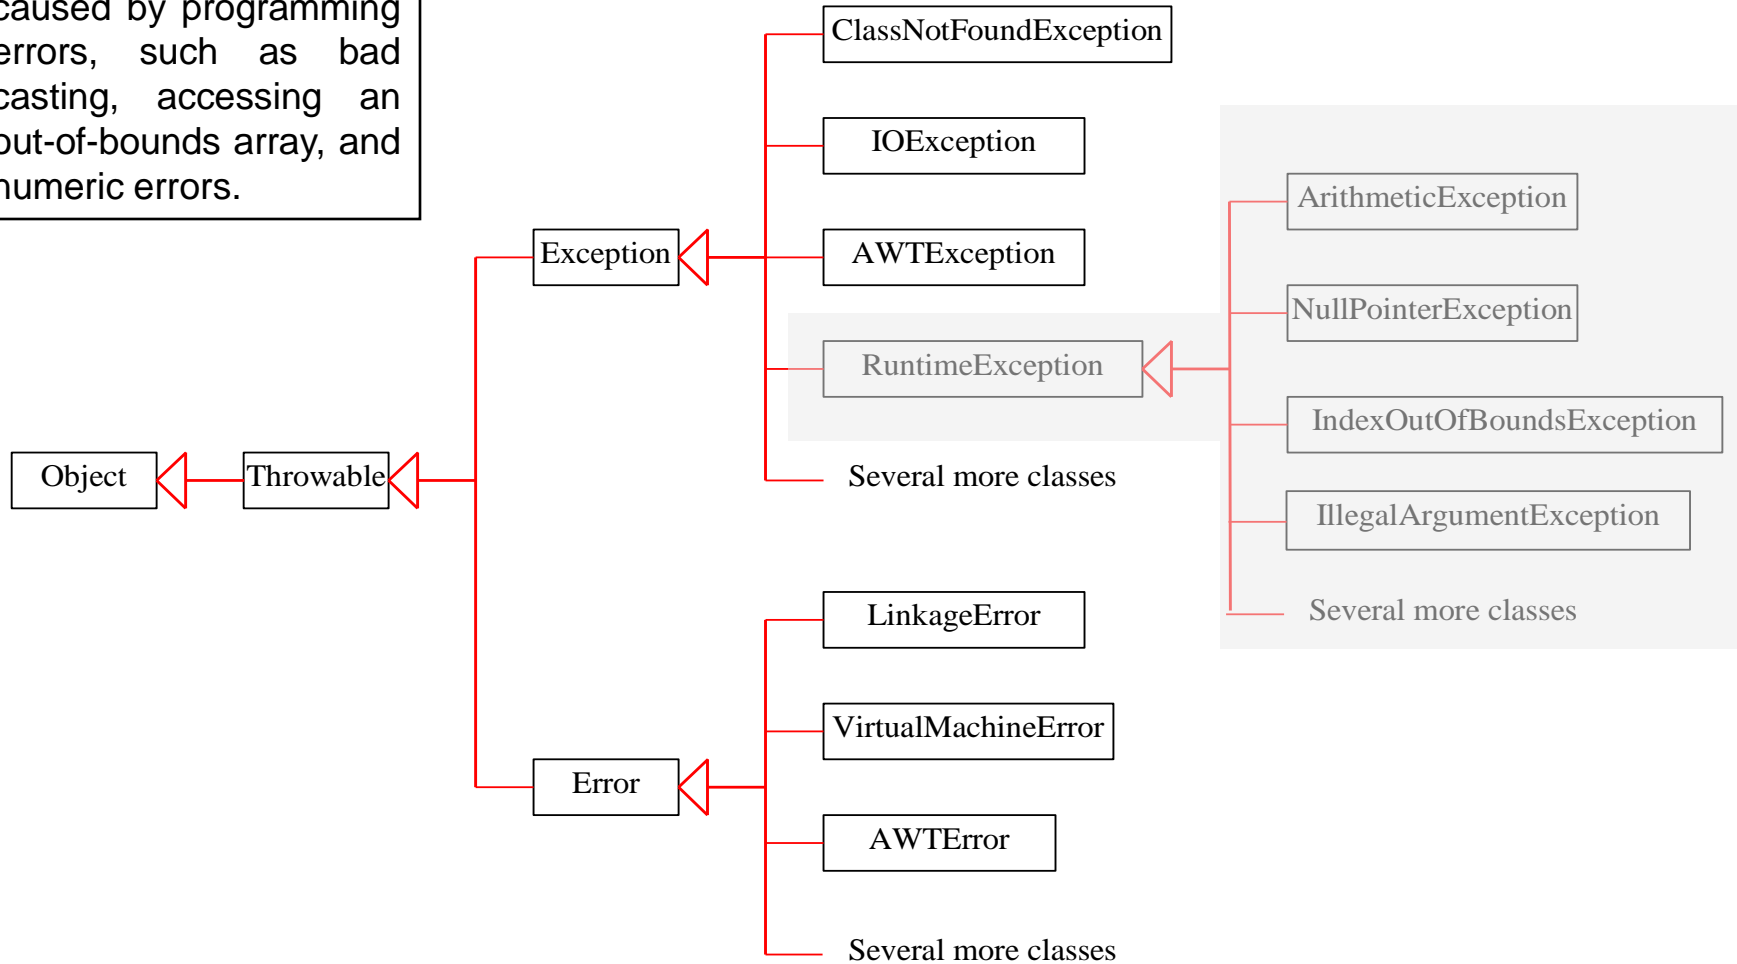 caused by programming
errors, such as bad
casting, accessing an
out-of-bounds array, and
numeric errors.
ClassNotFoundException
IOException
ArithmeticException
Exception
AWTException
NullPointerException
RuntimeException
IndexOutOfBoundsException
Object
Throwable
Several more classes
IllegalArgumentException
LinkageError
Several more classes
VirtualMachineError
Error
AWTError
Several more classes